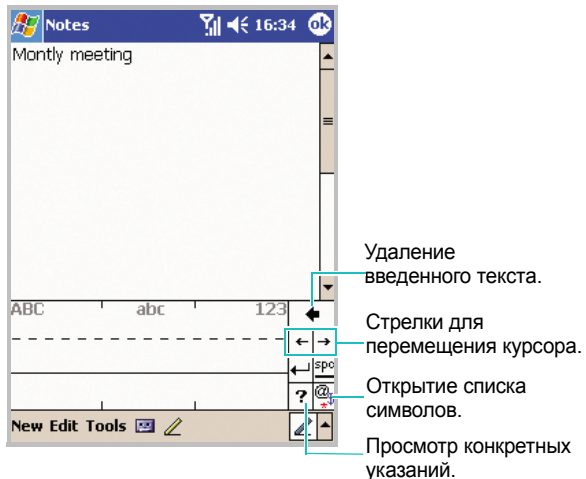 Notes 16:34 ok
Montly meeting
Удаление
введенного текста.
ABC abc 123
Стрелки для
перемещения курсора.
spc
Открытие списка
символов.
? @
*
New Edit Tools
Просмотр конкретных
указаний.